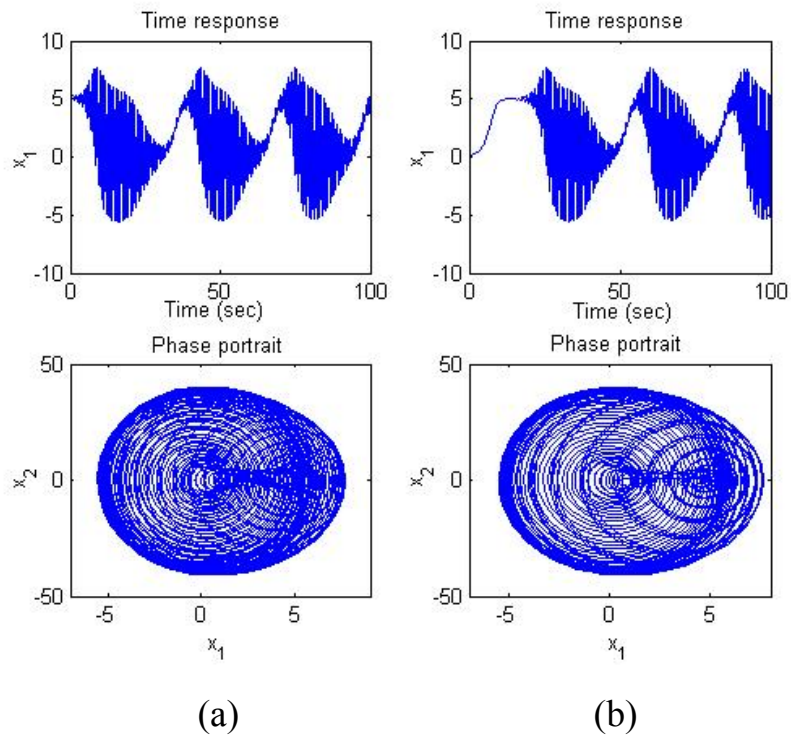 Time response
10
5
0
-5
-10
x1
0 50 100
Time (sec)
Time response
10
5
0
-5
-10
x1
0 50 100
Time (sec)
Phase portrait
50
0
-50
x2
-5 0 5
x1
Phase portrait
50
0
-50
x2
-5 0 5
x1
(a)
(b)